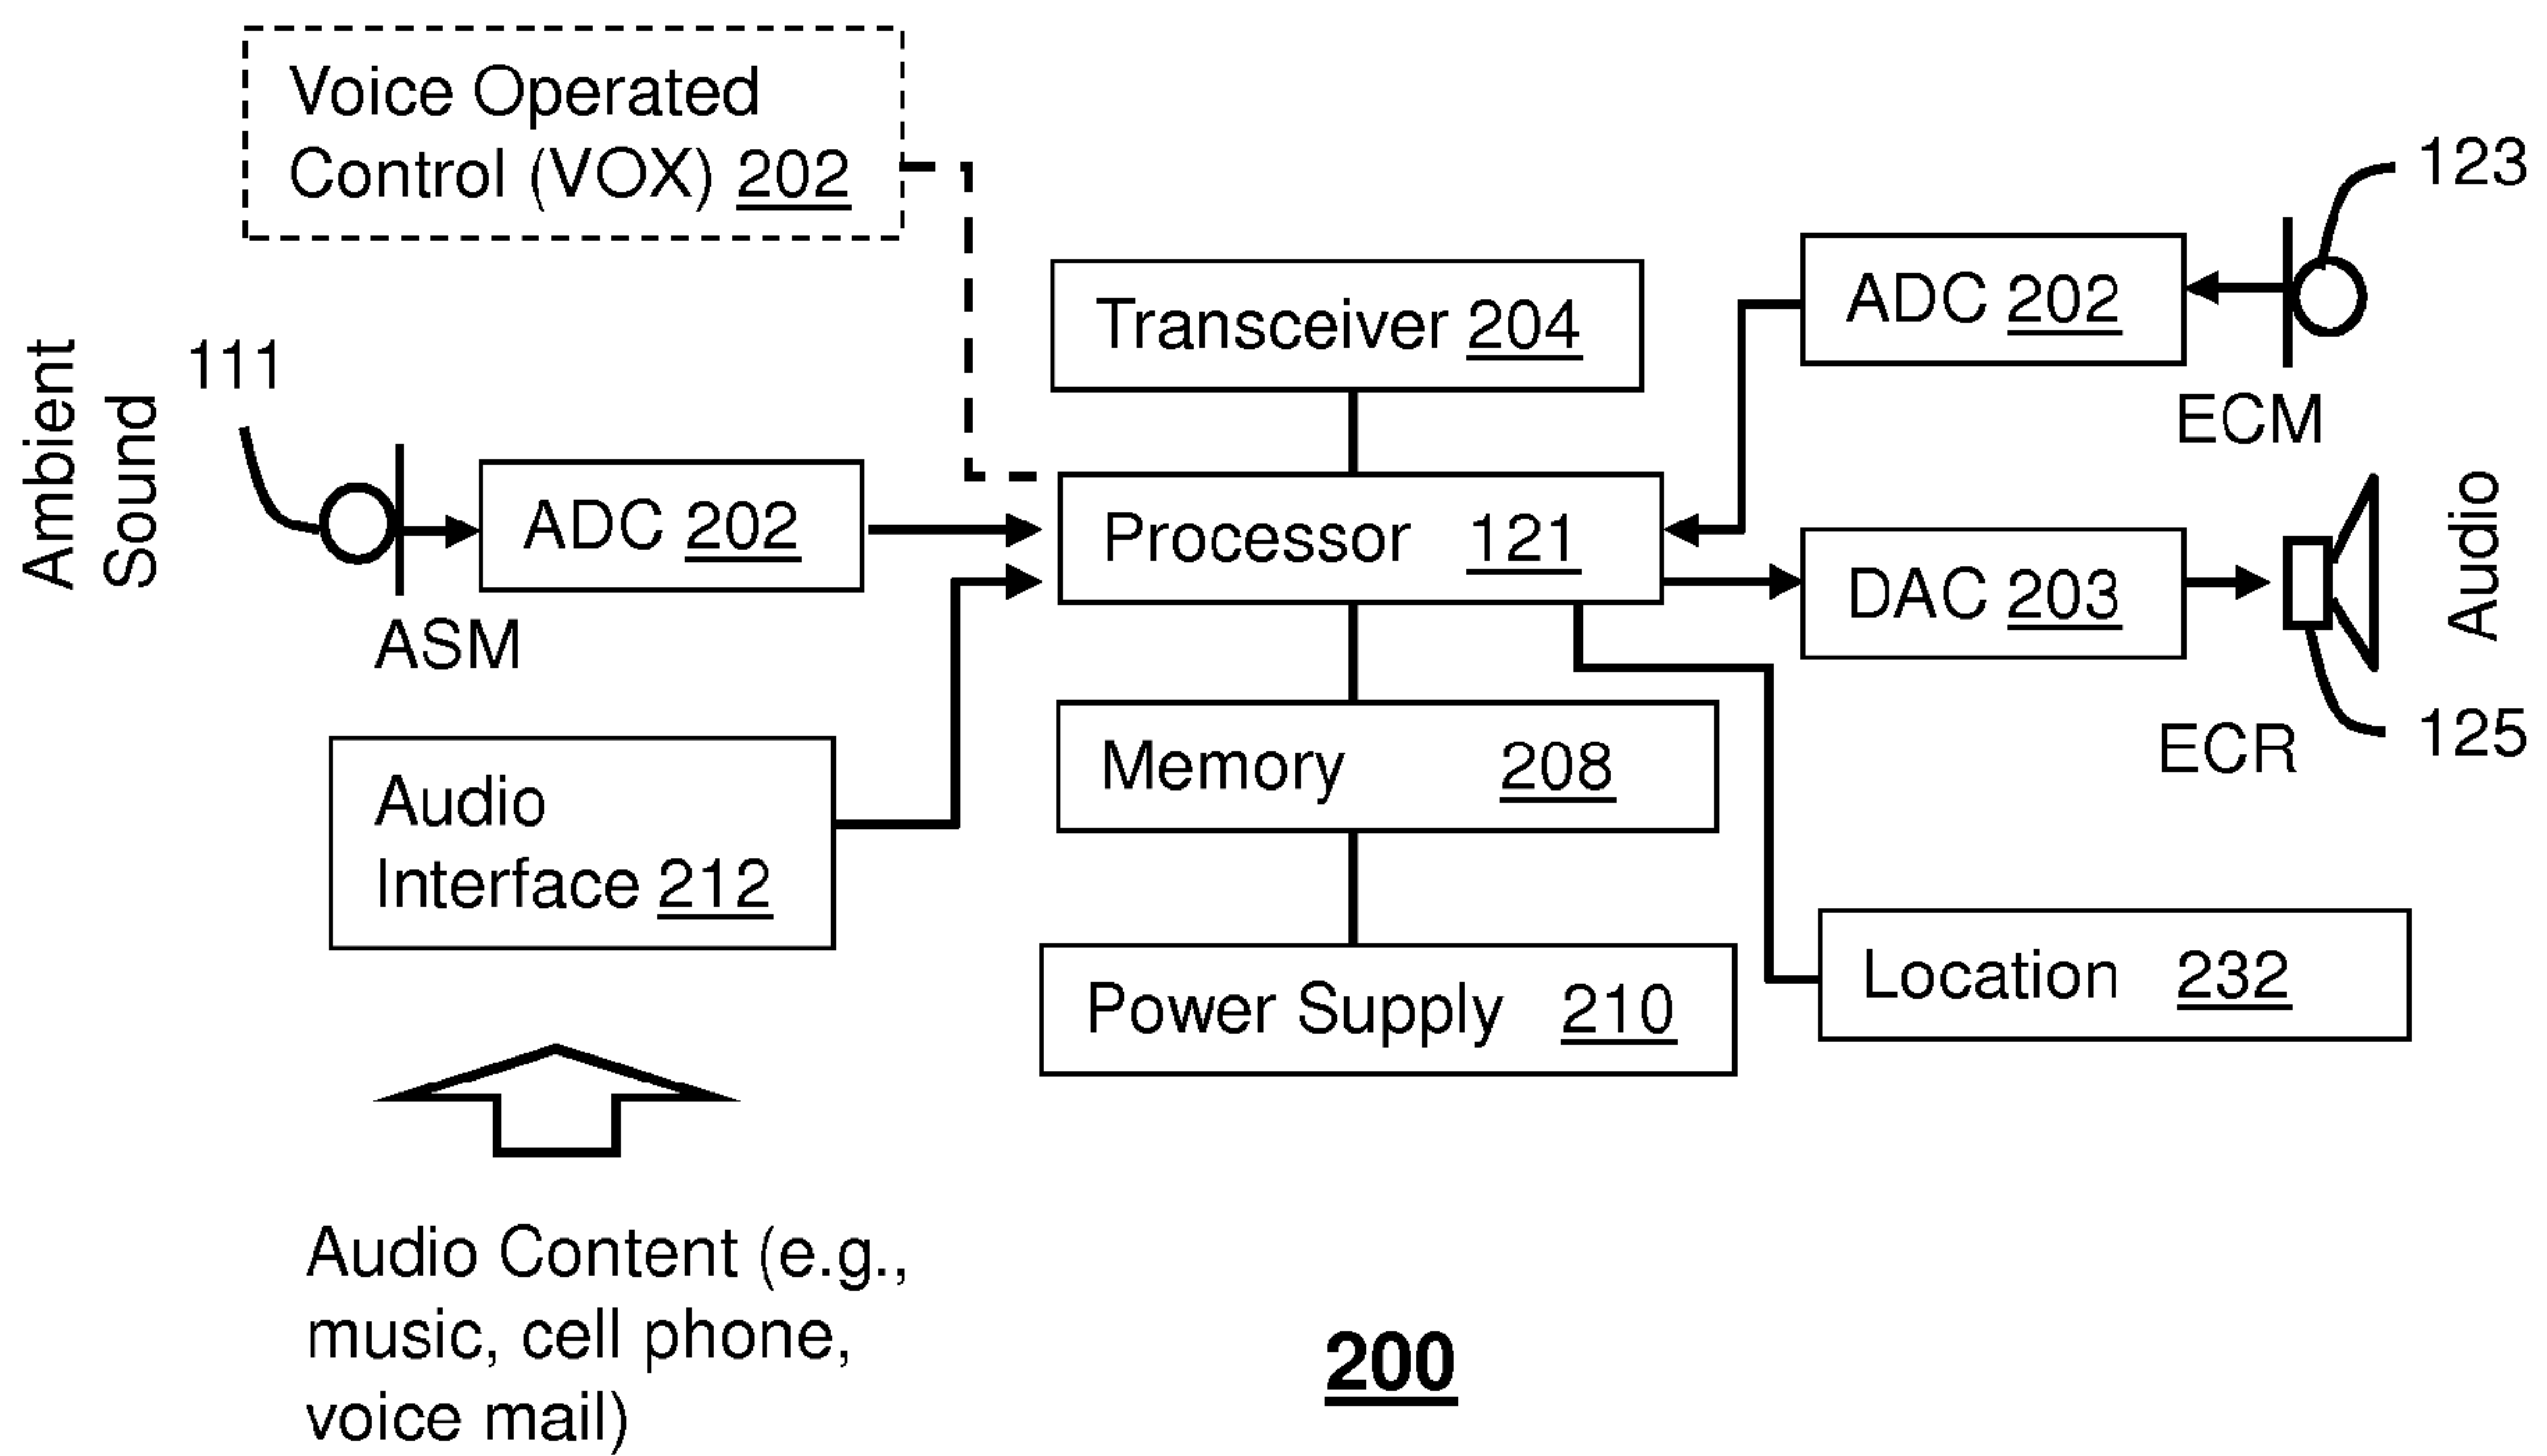 Voice Operated
Control (VOX) 202
123
Transceiver 204
ADC 202
ECM
Ambient
Sound
111
ADC 202
ASM
Processor 121
DAC 203
Audio
ECR
125
Audio
Interface 212
Memory 208
Power Supply 210
Location 232
Audio Content (e.g.,
music, cell phone,
voice mail)
200